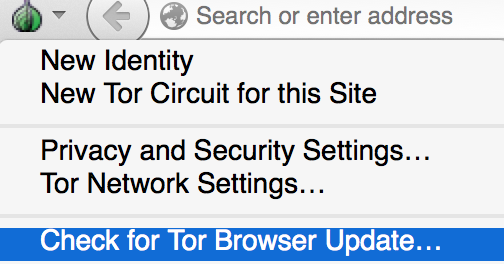 Search or enter address
New Identity
New Tor Circuit for this Site
Privacy and Security Settings...
Tor Network Settings...
Check for Tor Browser Update...